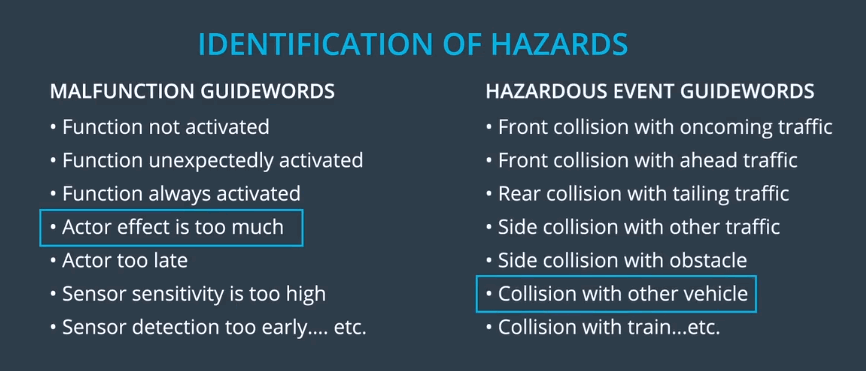 IDENTIFICATION OF HAZARDS
MALFUNCTION GUIDEWORDS
• Function not activated
• Function unexpectedly activated
• Function always activated
• Actor effect is too much
• Actor too late
• Sensor sensitivity is too high
• Sensor detection too early.... etc.
HAZARDOUS EVENT GUIDEWORDS
• Front collision with oncoming traffic
• Front collision with ahead traffic
• Rear collision with tailing traffic
• Side collision with other traffic
• Side collision with obstacle
• Collision with other vehicle
• Collision with train...etc.